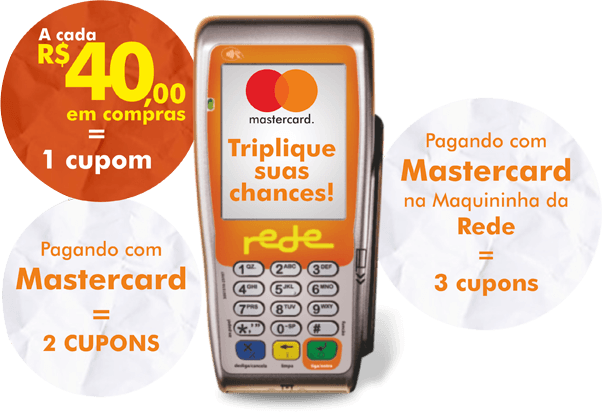 A cada
R$ 40,00
em compras
=
1 cupom
Pagando com
Mastercard
=
2 CUPONS
mastercard.
Triplique
suas
chances!
rede
1 QZ. 2 ABC 3 DEF
4 GHI 5 JKL 6 MNO
7 PRS 8 TUV 9 WXY
*,'" 0 -SP #
Pagando com
Mastercard
na Maquininha da
Rede
=
3 cupons